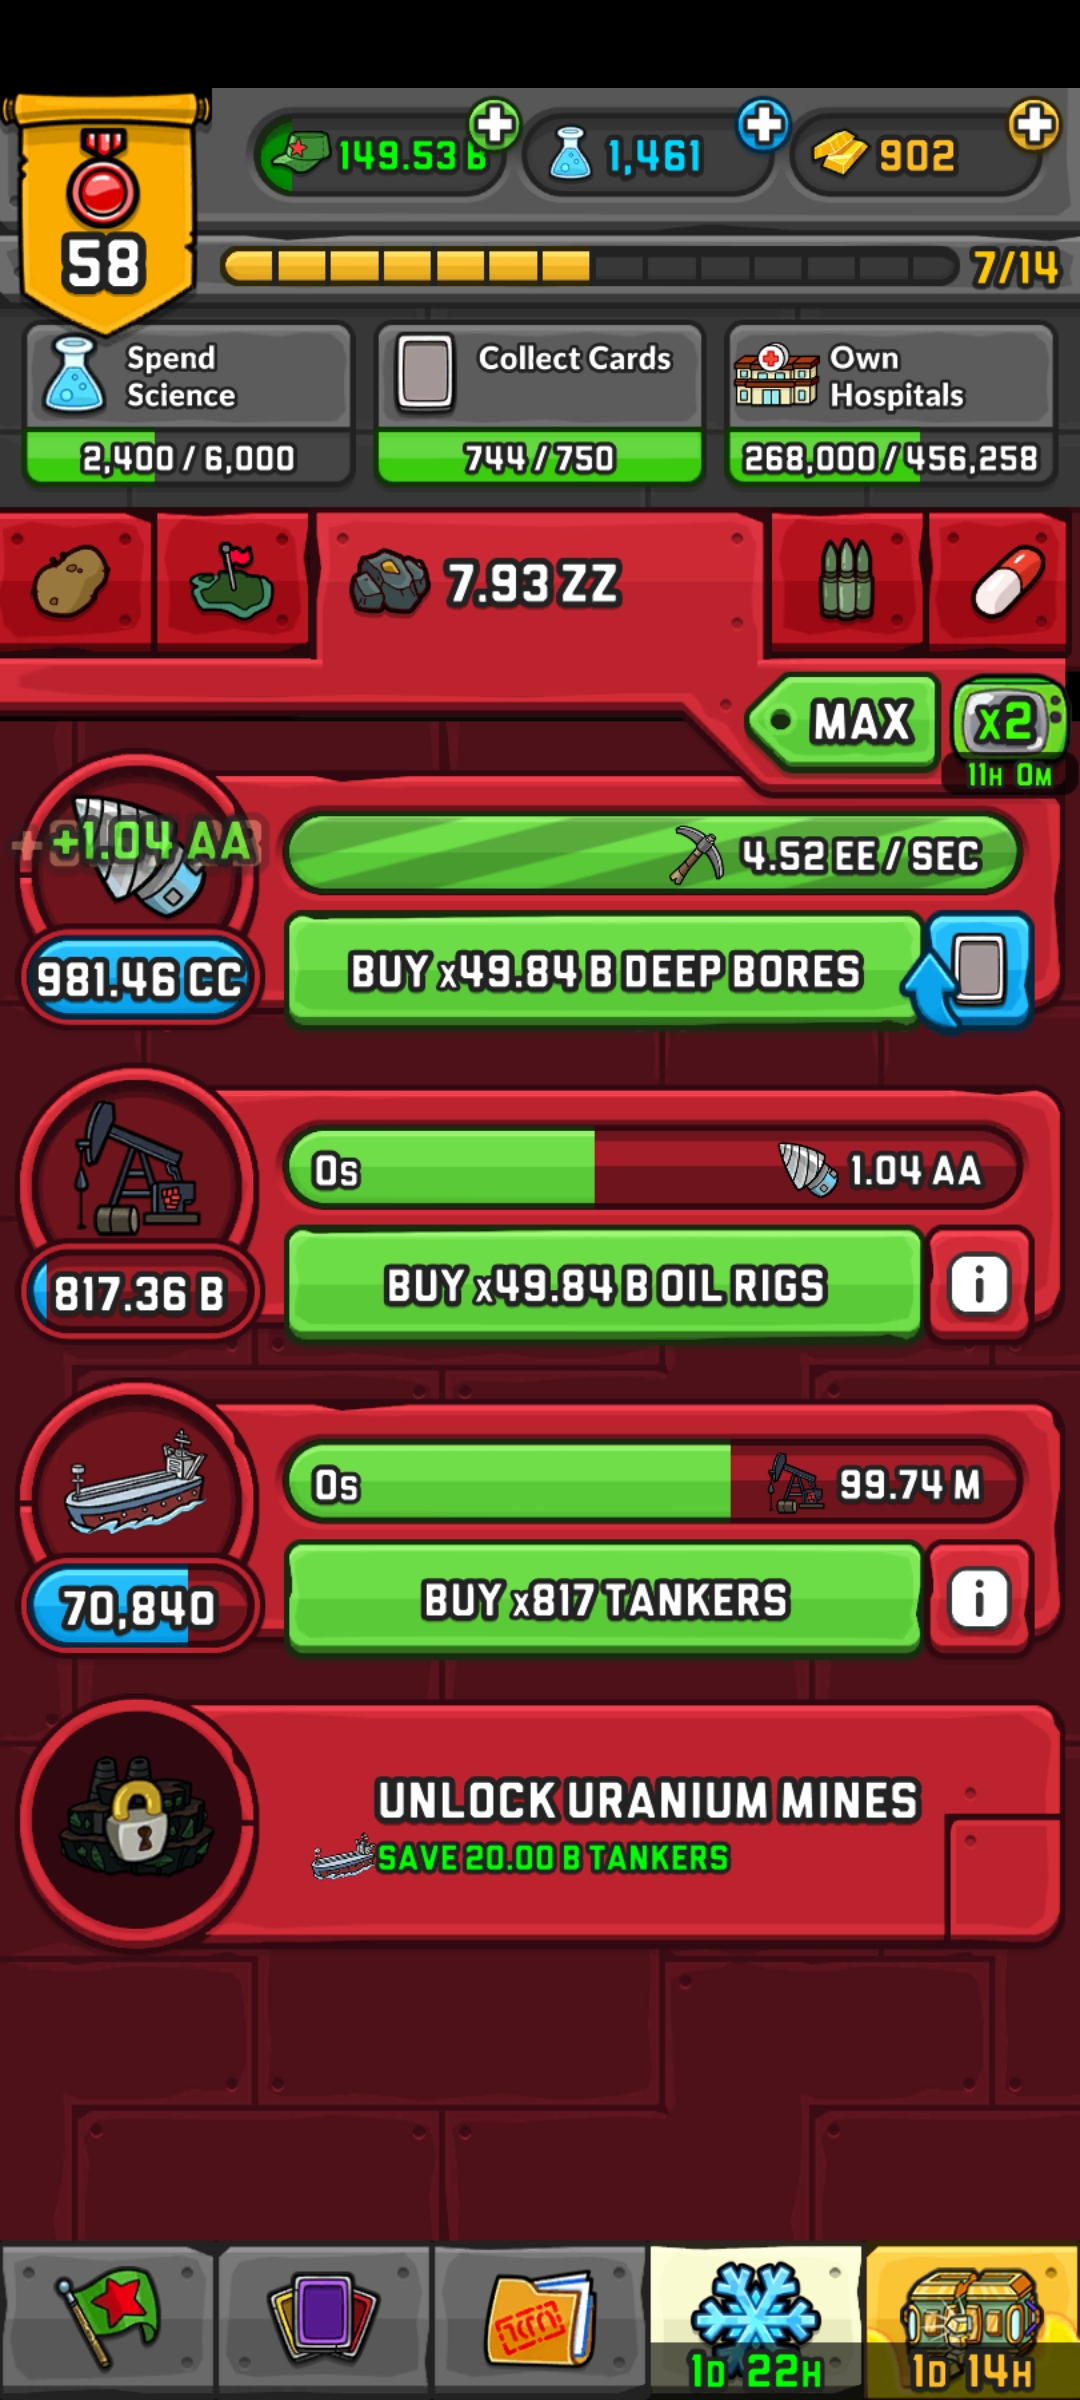 58
149.53 B
1,461
902
7/14
Spend
Science
2,400 / 6,000
Collect Cards
744 / 750
Own
Hospitals
268,000 / 456,258
7.93 ZZ
MAX
x2
11H 0M
+1.04 AA
4.52 EE / SEC
981.46 CC
BUY x49.84 B DEEP BORES
0s
1.04 AA
817.36 B
BUY x49.84 B OIL RIGS
i
0s
99.74 M
70,840
BUY x817 TANKERS
i
UNLOCK URANIUM MINES
SAVE 20.00 B TANKERS
1D 22H
1D 14H